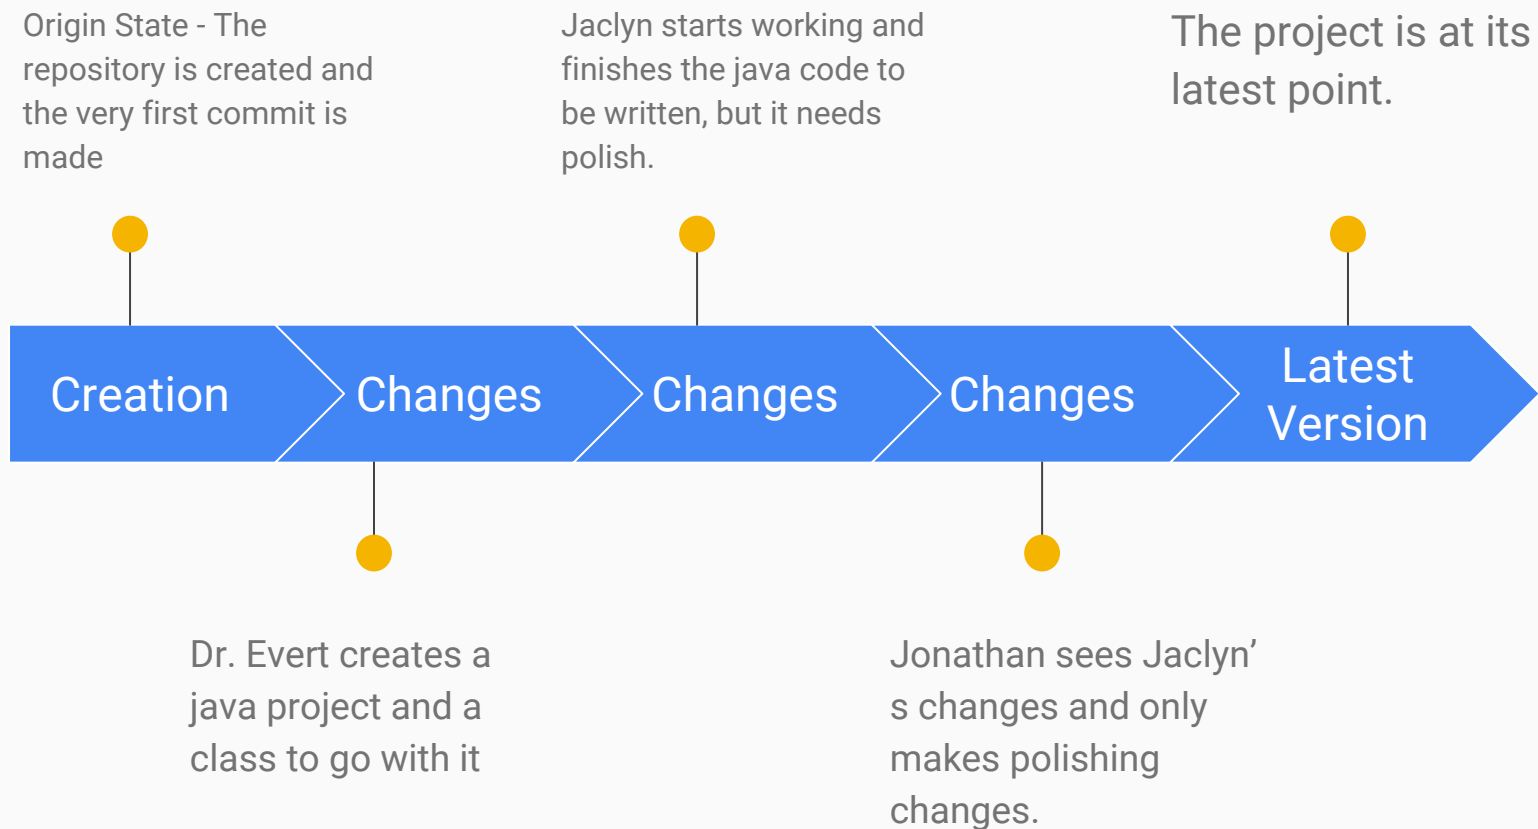 Origin State - The
repository is created and
the very first commit is
made
Jaclyn starts working and
finishes the java code to
be written, but it needs
polish.
The project is at its
latest point.
Creation
Changes
Changes
Changes
Latest
Version
Dr. Evert creates a
java project and a
class to go with it
Jonathan sees Jaclyn’
s changes and only
makes polishing
changes.